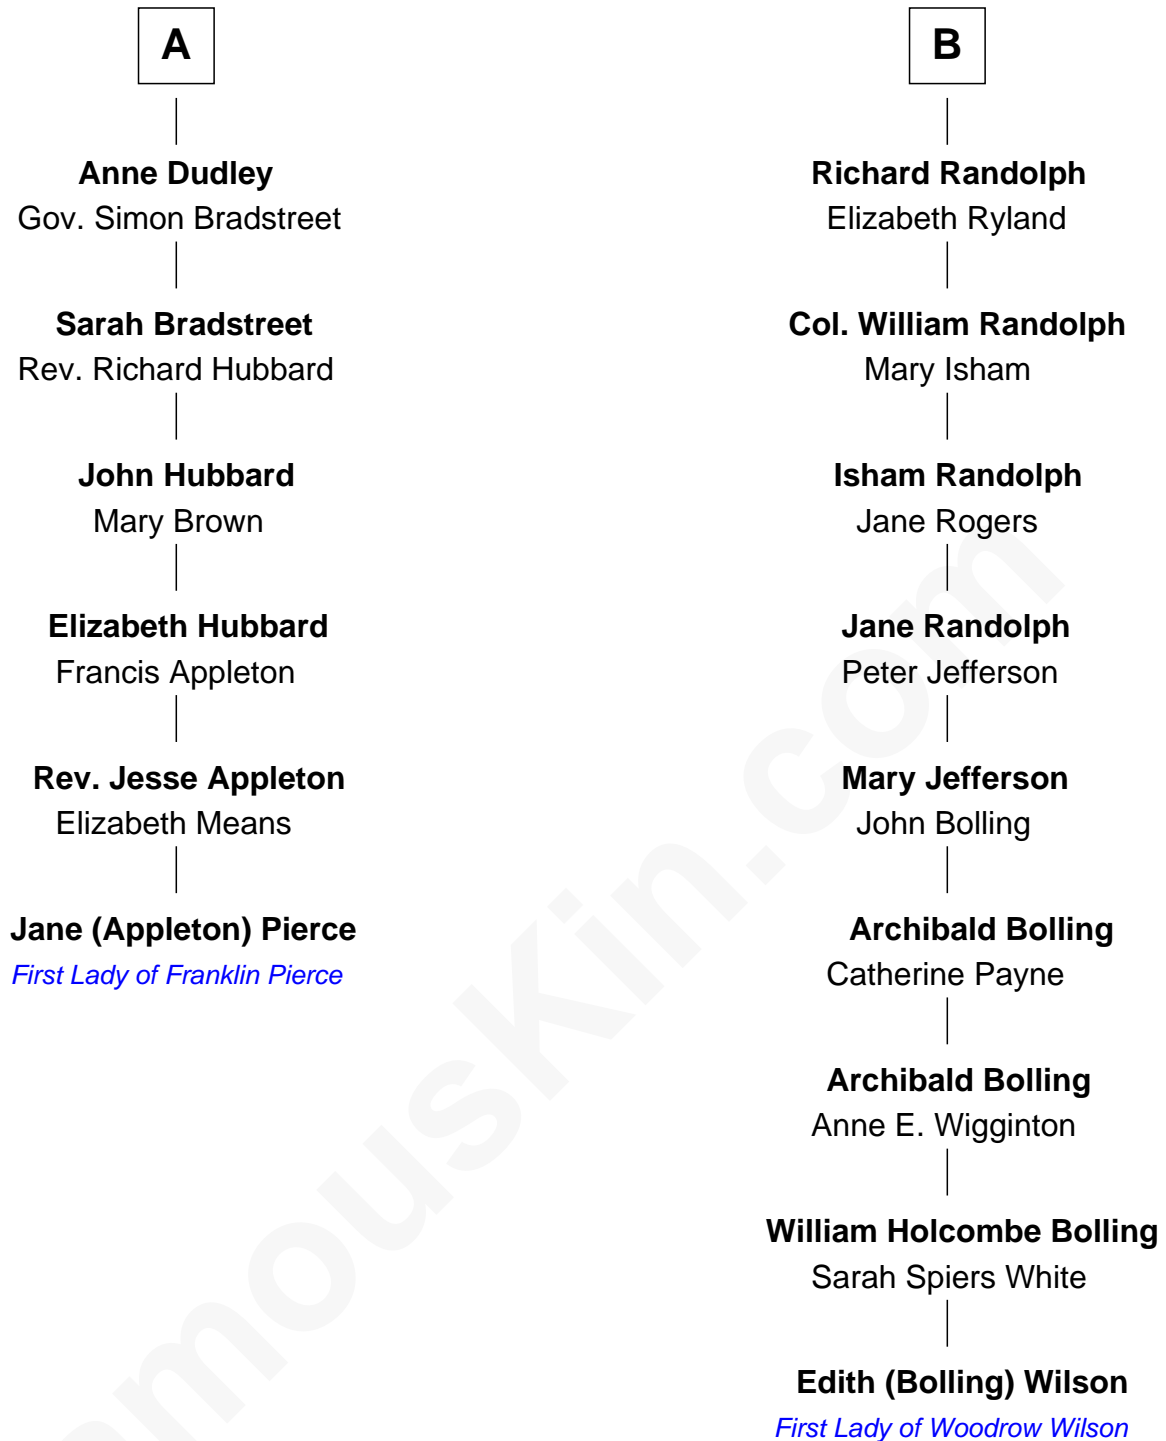 A
Anne Dudley
Gov. Simon Bradstreet
Sarah Bradstreet
Rev. Richard Hubbard
John Hubbard
Mary Brown
Elizabeth Hubbard
Francis Appleton
Rev. Jesse Appleton
Elizabeth Means
Jane (Appleton) Pierce
First Lady of Franklin Pierce
B
Richard Randolph
Elizabeth Ryland
Col. William Randolph
Mary Isham
Isham Randolph
Jane Rogers
Jane Randolph
Peter Jefferson
Mary Jefferson
John Bolling
Archibald Bolling
Catherine Payne
Archibald Bolling
Anne E. Wigginton
William Holcombe Bolling
Sarah Spiers White
Edith (Bolling) Wilson
First Lady of Woodrow Wilson
amouskin.com